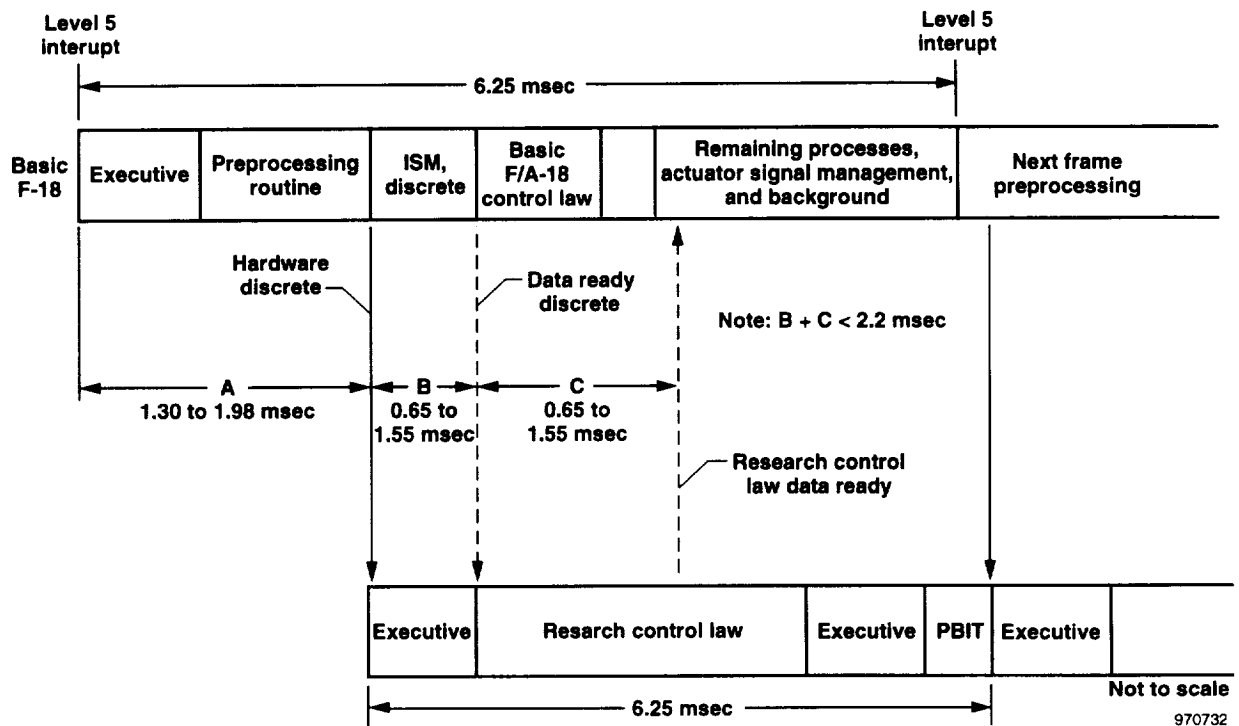 Level 5
interupt
Level 5
interupt
6.25 msec
Basic
F-18
Executive
Preprocessing
routine
ISM,
discrete
Basic
F/A-18
control law
Remaining processes,
actuator signal management,
and background
Next frame
preprocessing
Hardware
discrete
Data ready
discrete
Note: B + C < 2.2 msec
A
1.30 to 1.98 msec
B
0.65 to
1.55 msec
C
0.65 to
1.55 msec
Research control
law data ready
Executive
Resarch control law
Executive
PBIT
Executive
6.25 msec
Not to scale
970732